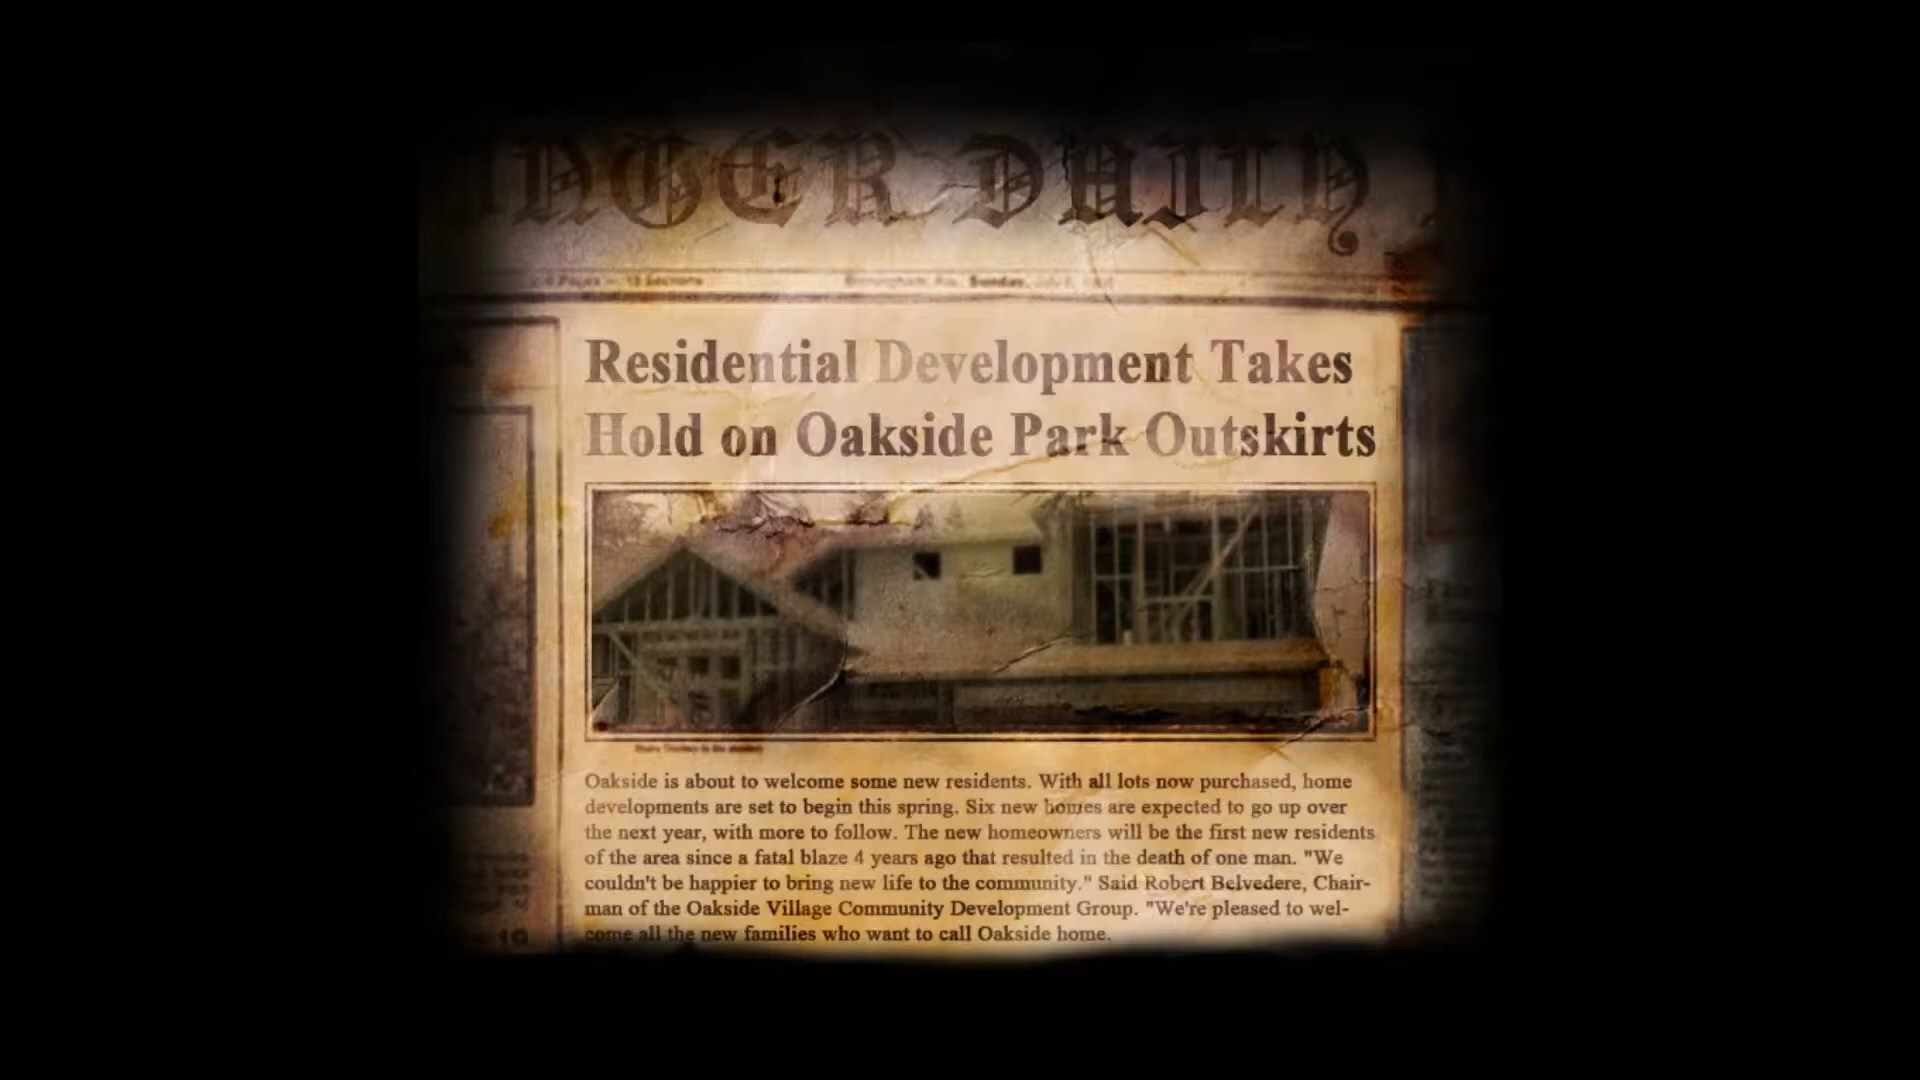 NGER DAILY
Residential Development Takes
Hold on Oakside Park Outskirts
Oakside is about to welcome some new residents. With all lots now purchased, home
developments are set to begin this spring. Six new homes are expected to go up over
the next year, with more to follow. The new homeowners will be the first new residents
of the area since a fatal blaze 4 years ago that resulted in the death of one man. "We
couldn't be happier to bring new life to the community." Said Robert Belvedere, Chair-
man of the Oakside Village Community Development Group. "We're pleased to wel-
come all the new families who want to call Oakside home.